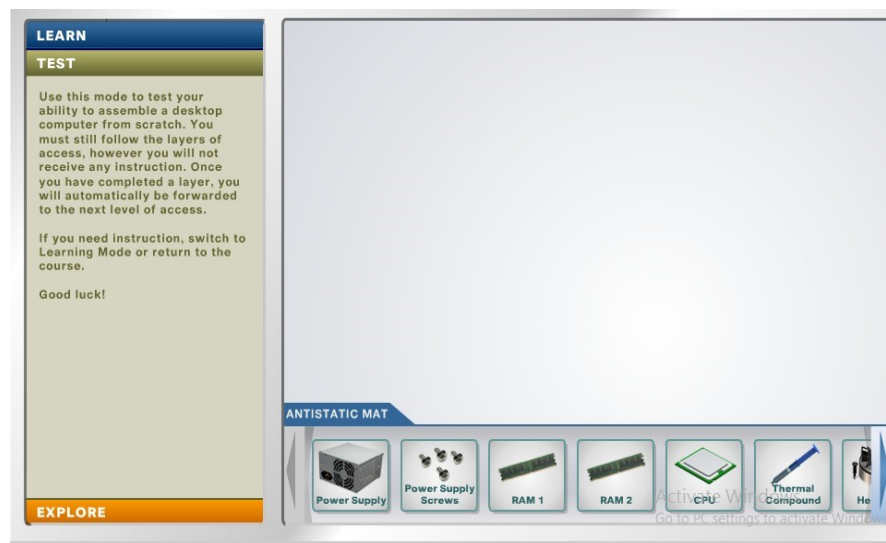 LEARN
TEST
Use this mode to test your
ability to assemble a desktop
computer from scratch. You
must still follow the layers of
access, however you will not
receive any instruction. Once
you have completed a layer, you
will automatically be forwarded
to the next level of access.
If you need instruction, switch to
Learning Mode or return to the
course.
Good luck!
EXPLORE
ANTISTATIC MAT
Power Supply
Power Supply
Screws
RAM 1
RAM 2
CPU
Thermal
Compound
He
Activate Windows
Go to PC settings to activate Windows